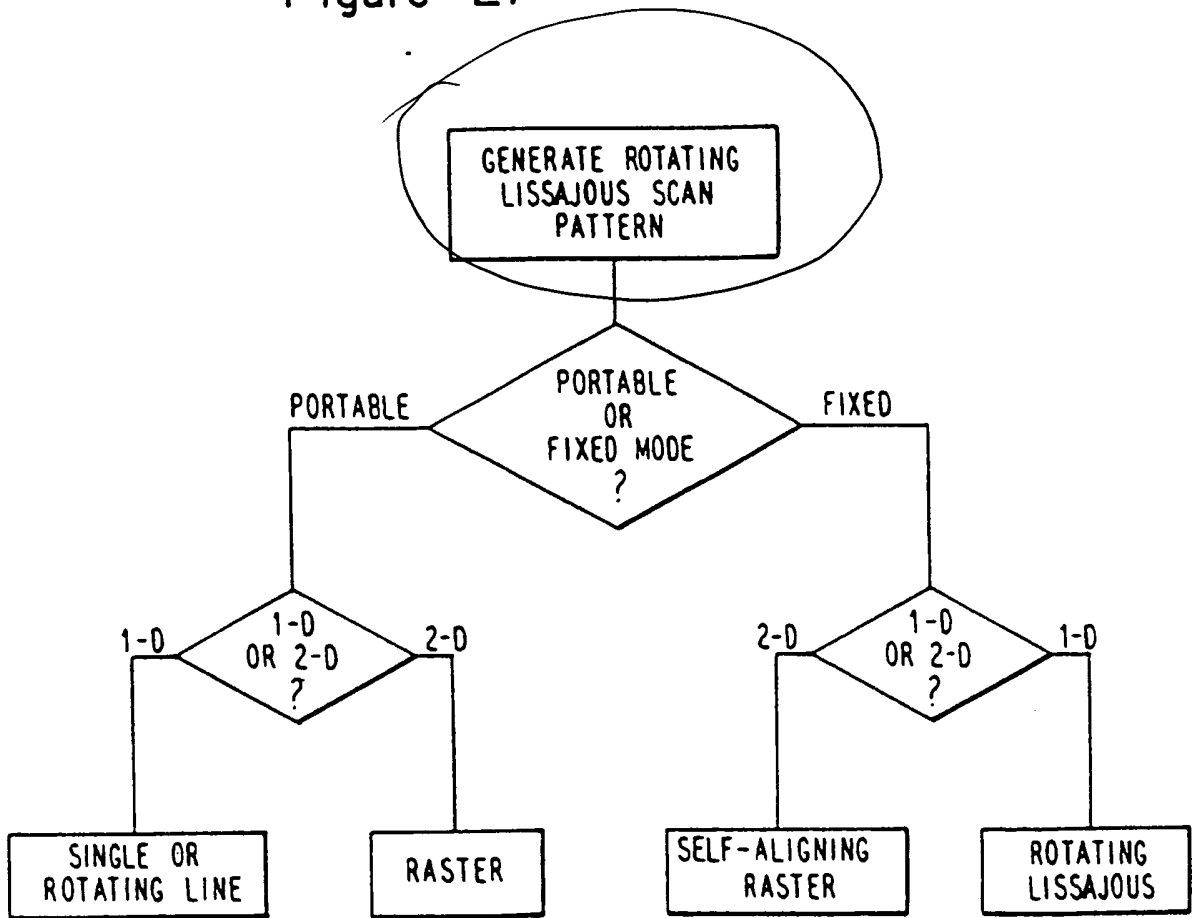 GENERATE ROTATING
LISSAJOUS SCAN
PATTERN
PORTABLE
OR
FIXED MODE
?
PORTABLE
FIXED
1-D
1-D
OR 2-D
?
2-D
2-D
1-D
OR 2-D
?
1-D
SINGLE OR
ROTATING LINE
RASTER
SELF-ALIGNING
RASTER
ROTATING
LISSAJOUS